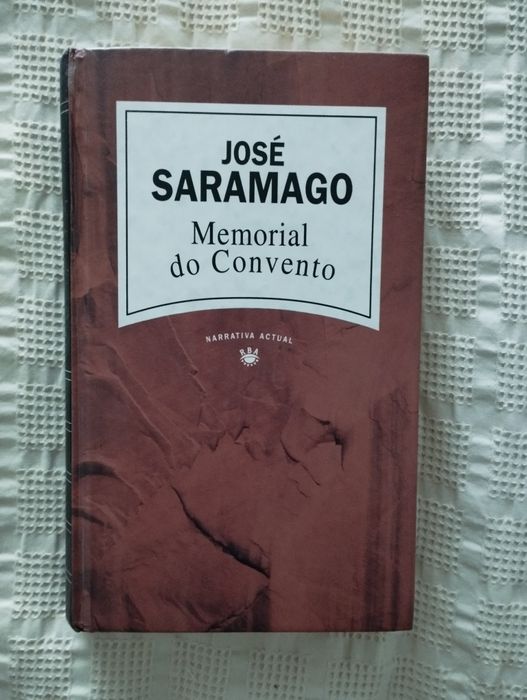 JOSÉ
SARAMAGO
Memorial
do Convento
NARRATIVA ACTUAL
RBA